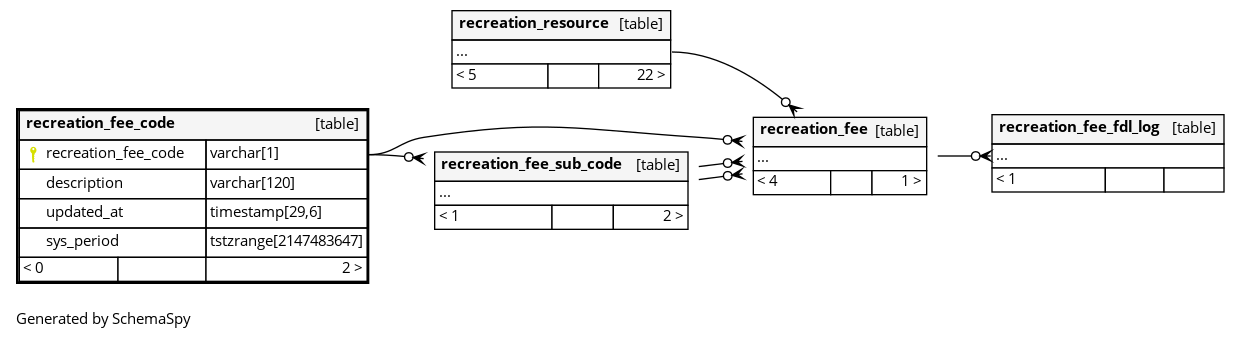 recreation_resource [table]
...
< 5 22 >
recreation_fee_code [table]
recreation_fee_code varchar[1]
description varchar[120]
updated_at timestamp[29,6]
sys_period tstzrange[2147483647]
< 0 2 >
recreation_fee_sub_code [table]
...
< 1 2 >
recreation_fee [table]
...
< 4 1 >
recreation_fee_fdl_log [table]
...
< 1
Generated by SchemaSpy